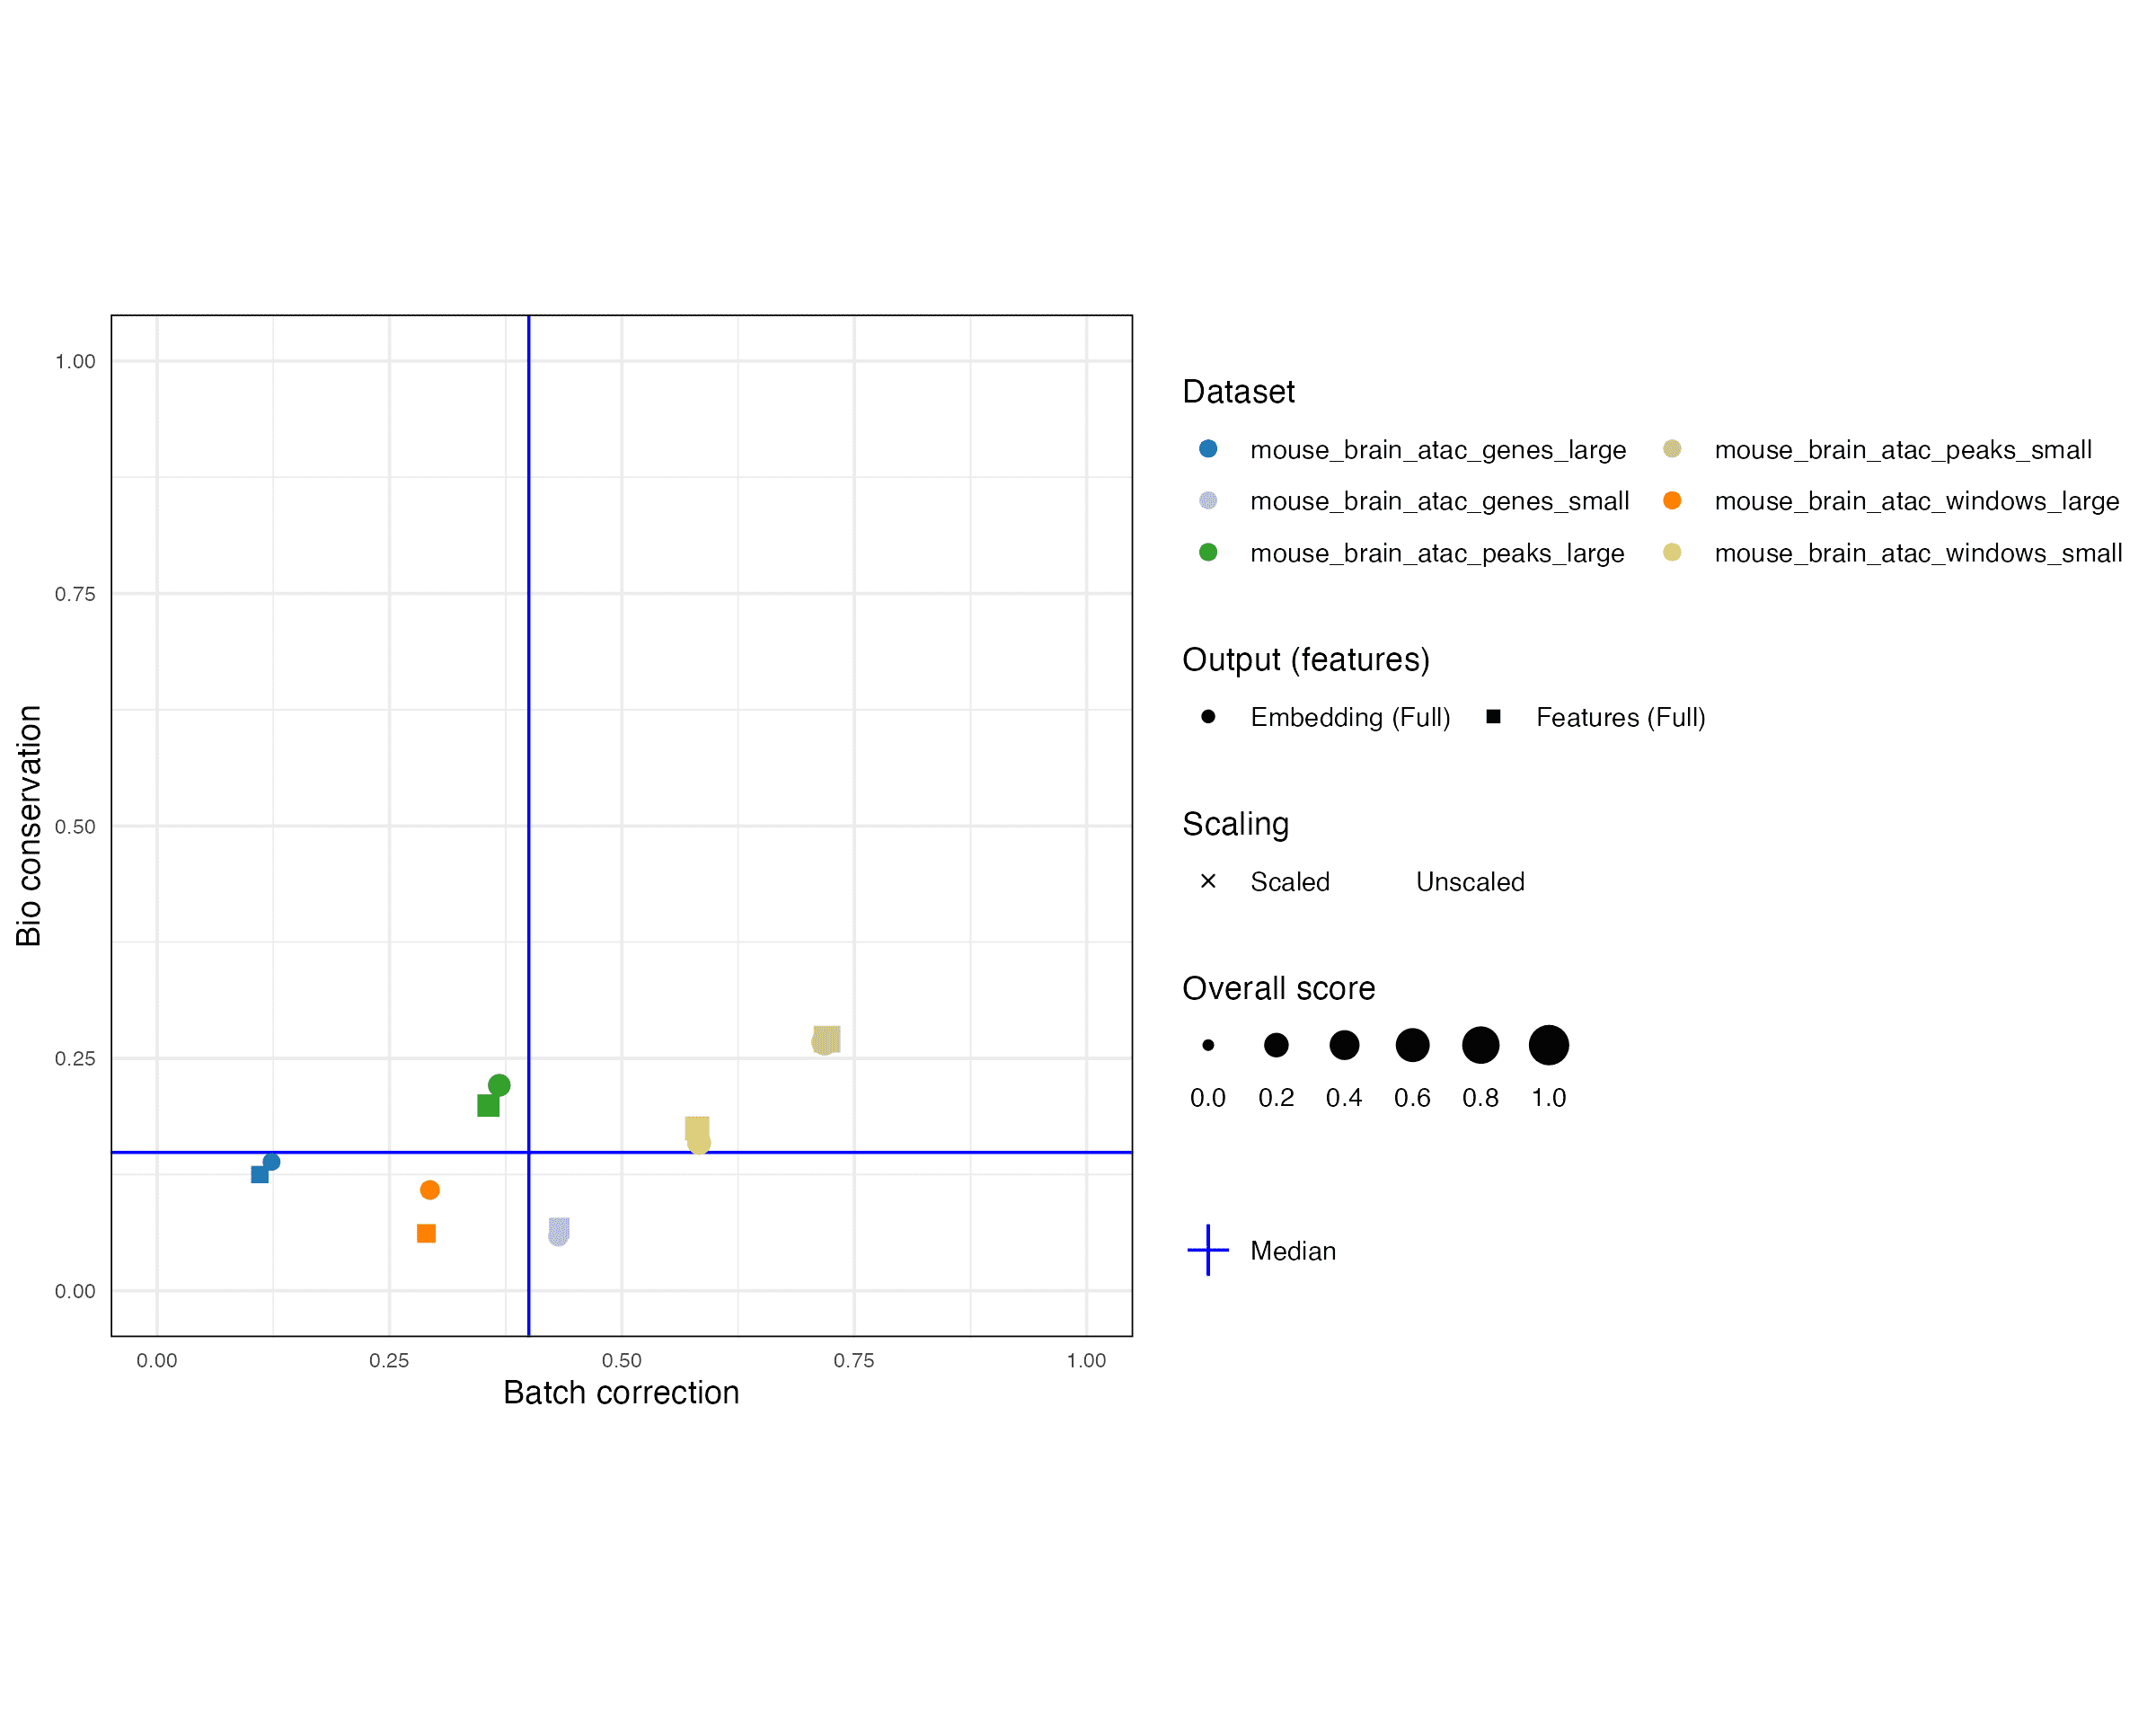 1.00
0.75
0.50
0.25
0.00
Bio conservation
0.00 0.25 0.50 0.75 1.00
Batch correction
Dataset
mouse_brain_atac_genes_large mouse_brain_atac_peaks_small
mouse_brain_atac_genes_small mouse_brain_atac_windows_large
mouse_brain_atac_peaks_large mouse_brain_atac_windows_small
Output (features)
Embedding (Full) Features (Full)
Scaling
Scaled Unscaled
Overall score
0.0 0.2 0.4 0.6 0.8 1.0
Median